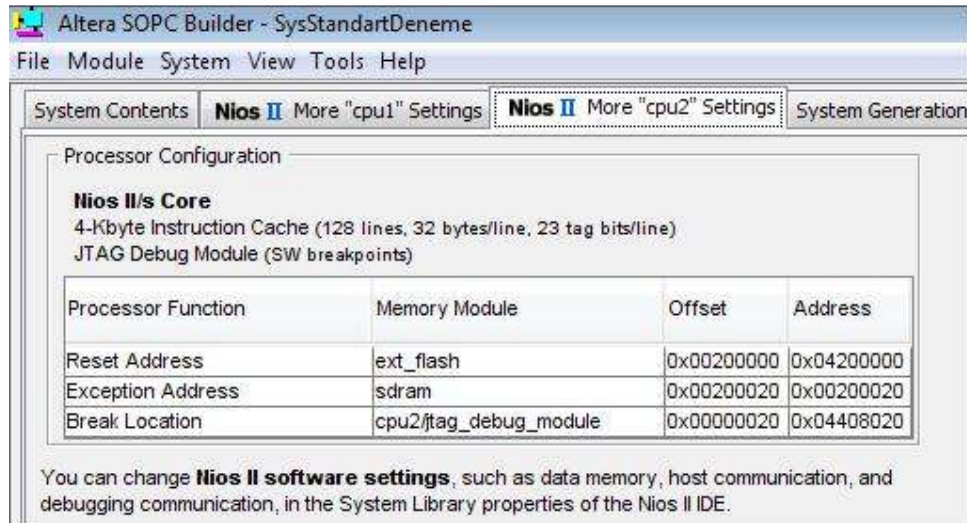 Altera SOPC Builder - SysStandartDeneme
File Module System View Tools Help
System Contents Nios II More "cpu1" Settings Nios II More "cpu2" Settings System Generation
Processor Configuration
Nios II/s Core
4-Kbyte Instruction Cache (128 lines, 32 bytes/line, 23 tag bits/line)
JTAG Debug Module (SW breakpoints)
Processor Function Memory Module Offset Address
Reset Address ext_flash 0x00200000 0x04200000
Exception Address sdram 0x00200020 0x00200020
Break Location cpu2/jtag_debug_module 0x00000020 0x04408020
You can change Nios II software settings, such as data memory, host communication, and
debugging communication, in the System Library properties of the Nios II IDE.